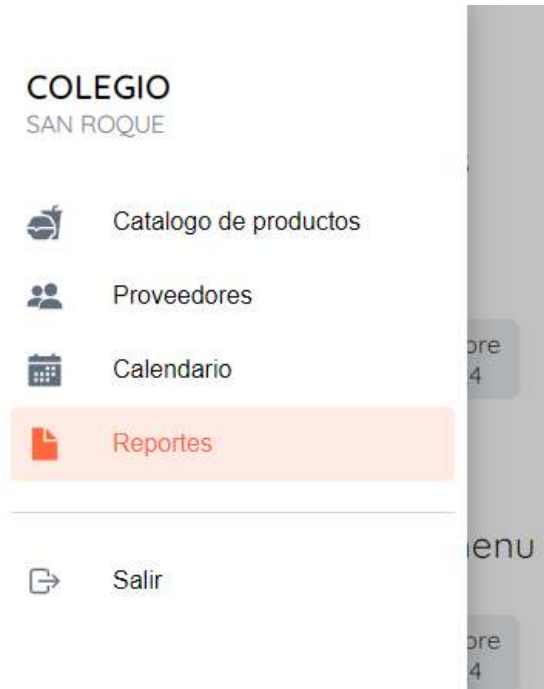 COLEGIO
SAN ROQUE
Catalogo de productos
Proveedores
Calendario
Reportes
Salir